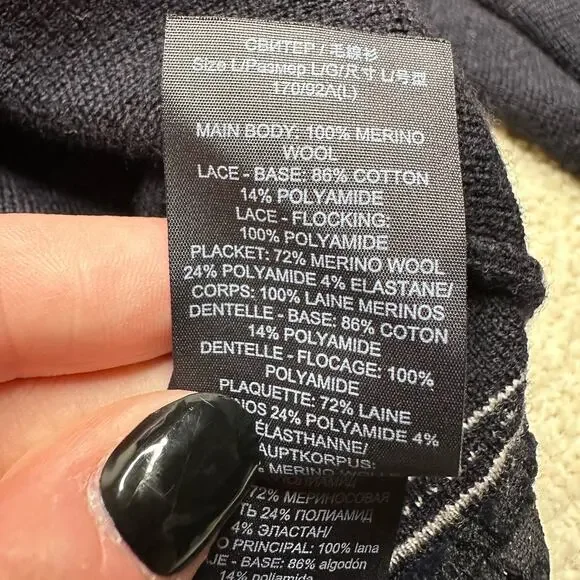 СВИТЕР / 毛织衫
Size L/Размер L/G/尺寸 L/号型
170/92A(L)
MAIN BODY: 100% MERINO
WOOL
LACE - BASE: 86% COTTON
14% POLYAMIDE
LACE - FLOCKING:
100% POLYAMIDE
PLACKET: 72% MERINO WOOL
24% POLYAMIDE 4% ELASTANE/
CORPS: 100% LAINE MERINOS
DENTELLE - BASE: 86% COTON
14% POLYAMIDE
DENTELLE - FLOCAGE: 100%
POLYAMIDE
PLAQUETTE: 72% LAINE
24% POLYAMIDE 4%
ÉLASTHANNE/
MERINO
72% МЕРИНОСОВАЯ
24% ПОЛИАМИД
4% ЭЛАСТАН/
PRINCIPAL: 100% lana
BASE: 86% algodón
14% poliamida